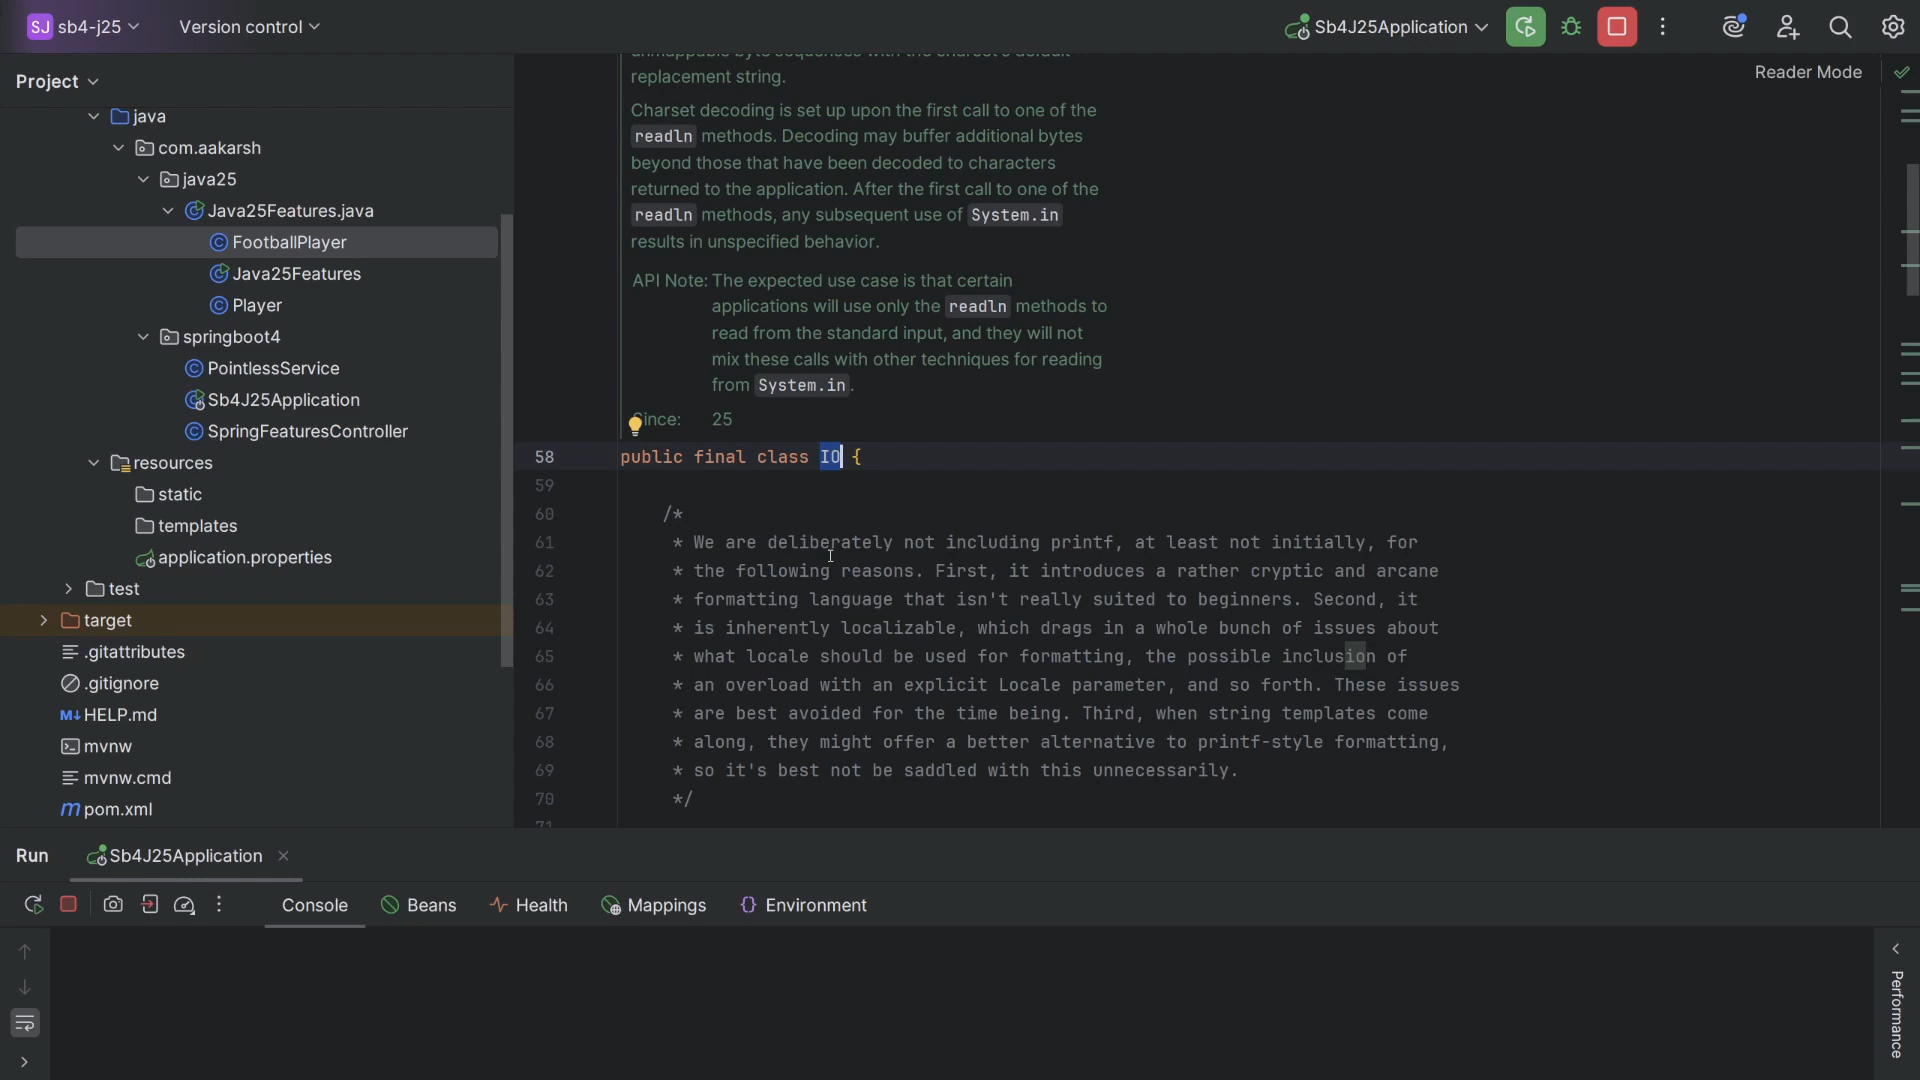 SJ sb4-j25
Version control
Sb4J25Application
Project
java
com.aakarsh
java25
Java25Features.java
FootballPlayer
Java25Features
Player
springboot4
PointlessService
Sb4J25Application
SpringFeaturesController
resources
static
templates
application.properties
test
target
.gitattributes
.gitignore
M↓ HELP.md
mvnw
mvnw.cmd
m pom.xml
Reader Mode
unmappable byte sequences with the charset's default
replacement string.
Charset decoding is set up upon the first call to one of the
readln methods. Decoding may buffer additional bytes
beyond those that have been decoded to characters
returned to the application. After the first call to one of the
readln methods, any subsequent use of System.in
results in unspecified behavior.
API Note: The expected use case is that certain
applications will use only the readln methods to
read from the standard input, and they will not
mix these calls with other techniques for reading
from System.in.
Since: 25
58 public final class IO {
59
60 /*
61 * We are deliberately not including printf, at least not initially, for
62 * the following reasons. First, it introduces a rather cryptic and arcane
63 * formatting language that isn't really suited to beginners. Second, it
64 * is inherently localizable, which drags in a whole bunch of issues about
65 * what locale should be used for formatting, the possible inclusion of
66 * an overload with an explicit Locale parameter, and so forth. These issues
67 * are best avoided for the time being. Third, when string templates come
68 * along, they might offer a better alternative to printf-style formatting,
69 * so it's best not be saddled with this unnecessarily.
70 */
71
Run Sb4J25Application
Console Beans Health Mappings Environment
Performance